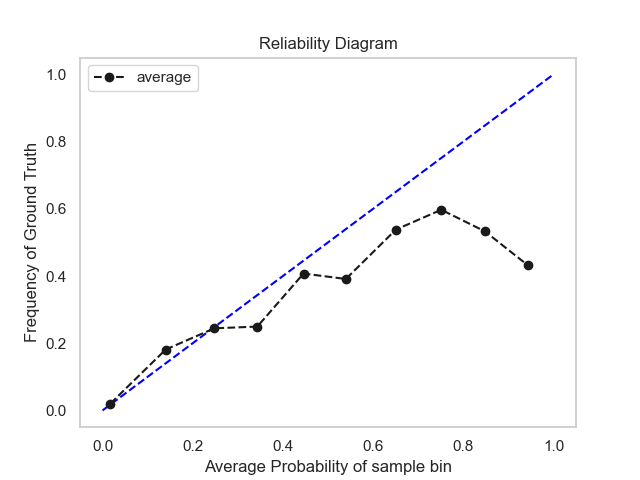 Reliability Diagram
average
Frequency of Ground Truth
1.0
0.8
0.6
0.4
0.2
0.0
0.0 0.2 0.4 0.6 0.8 1.0
Average Probability of sample bin